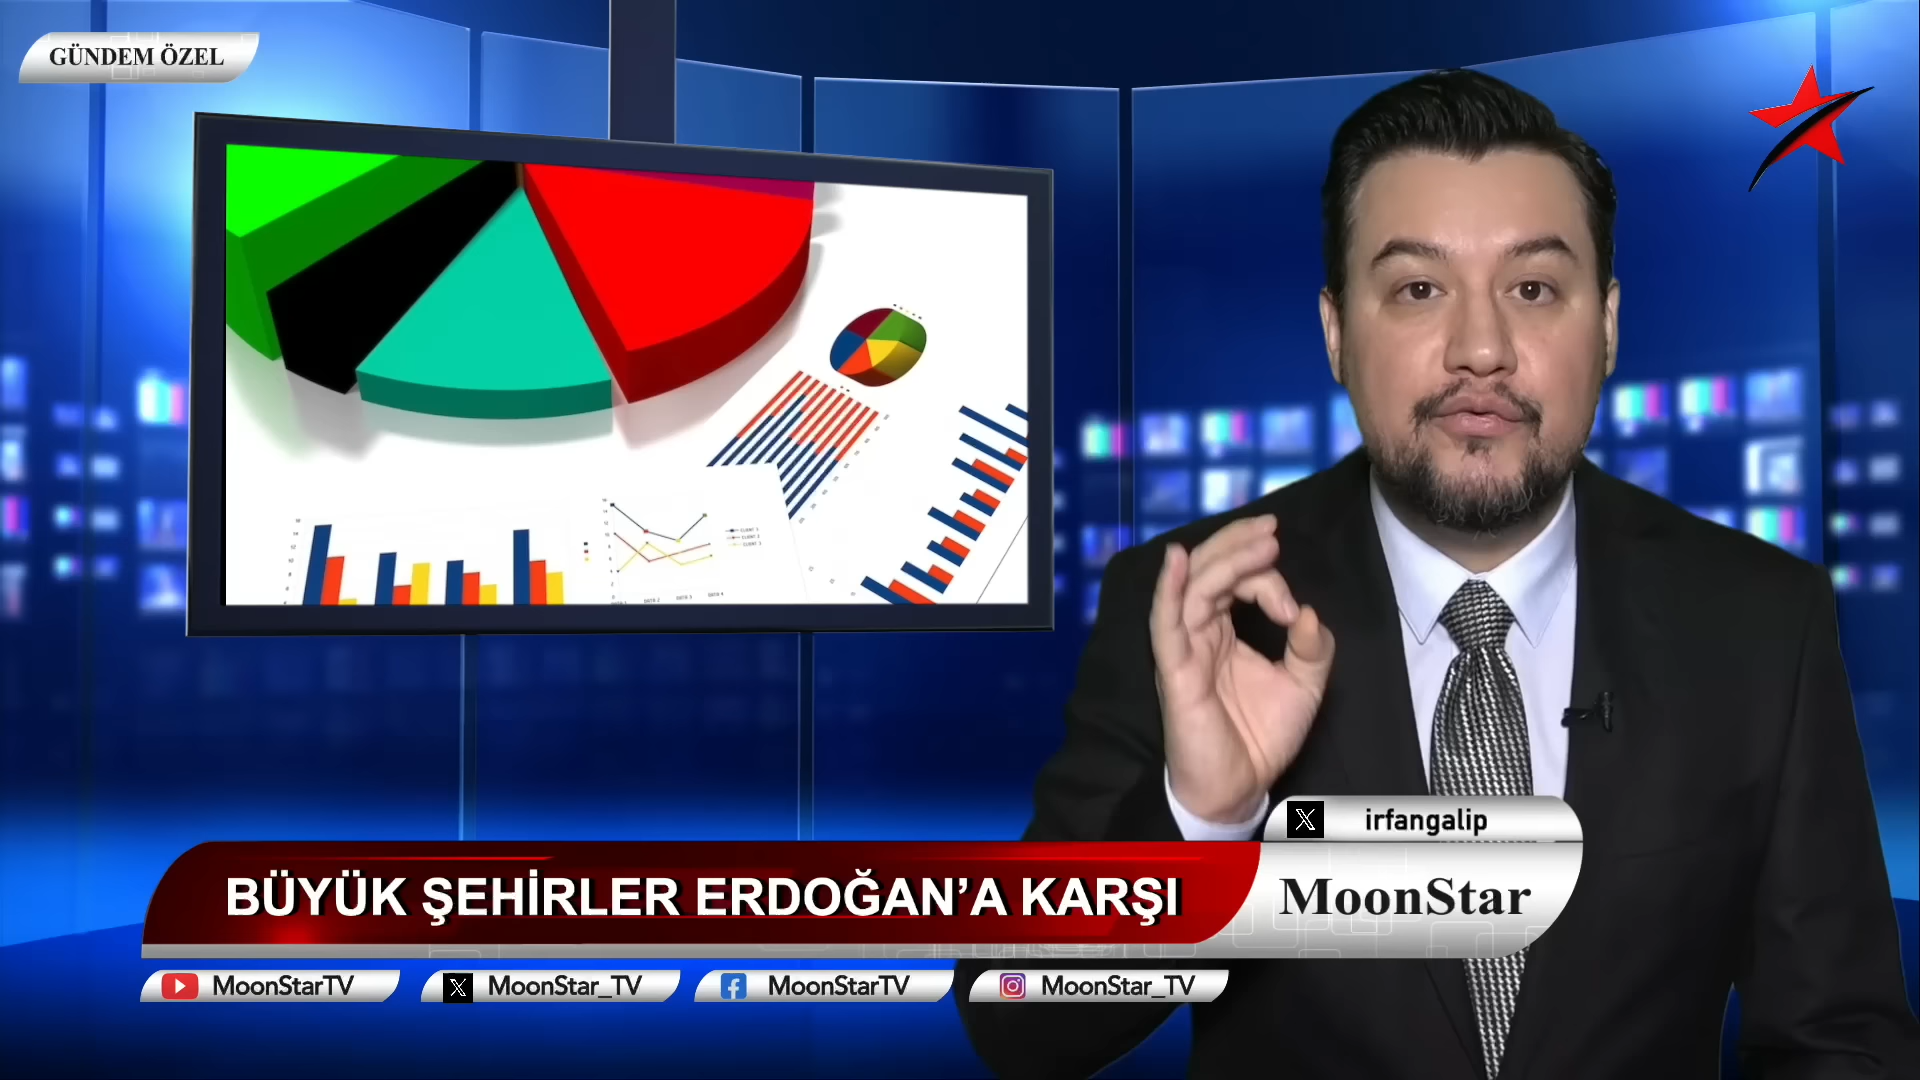 GÜNDEM ÖZEL
irfangalip
BÜYÜK ŞEHİRLER ERDOĞAN'A KARŞI
MoonStar
MoonStarTV
MoonStar_TV
MoonStarTV
MoonStar_TV